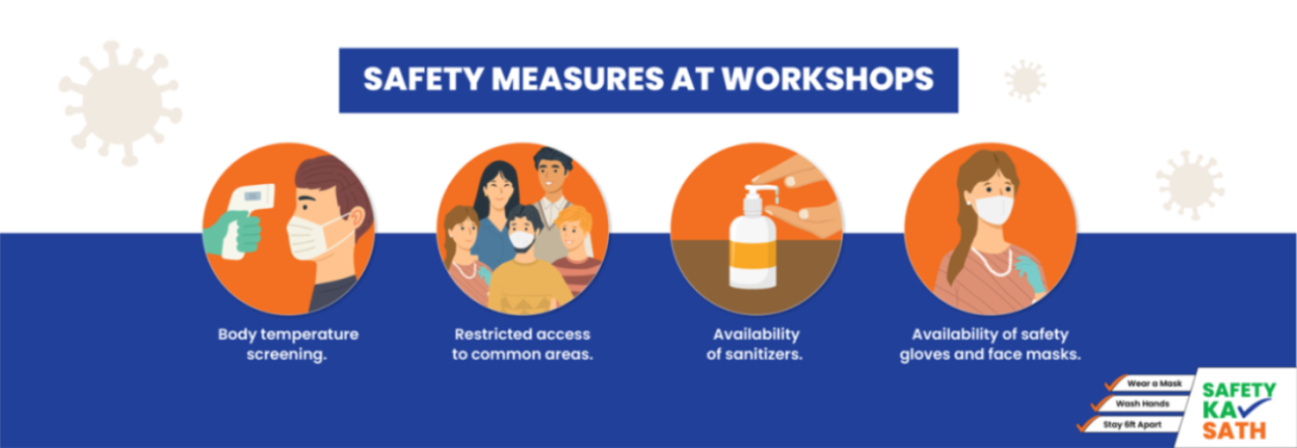 SAFETY MEASURES AT WORKSHOPS
Body temperature
screening.
Restricted access
to common areas.
Availability
of sanitizers.
Availability of safety
gloves and face masks.
Wear a Mask
Wash Hands
Stay 6ft Apart
SAFETY
KA
SATH